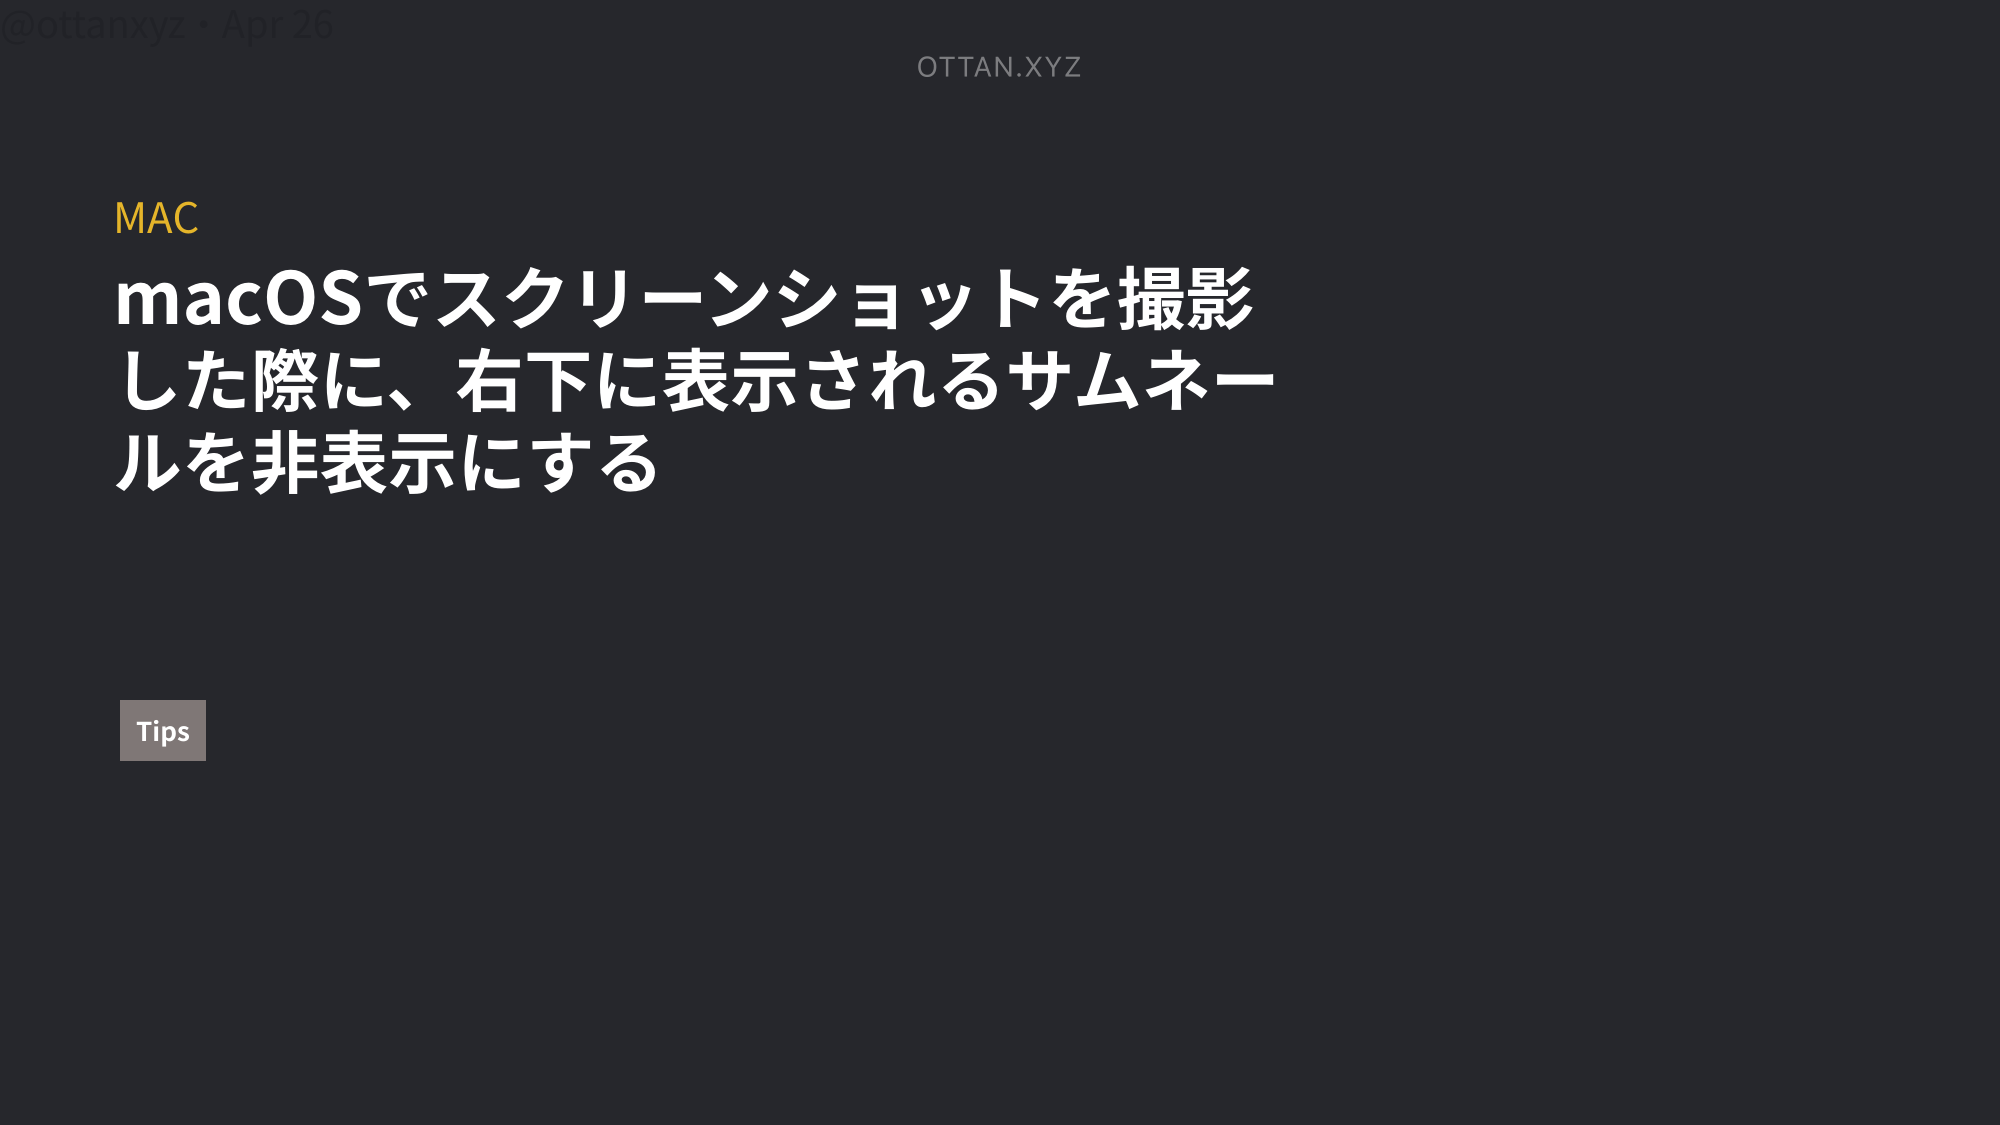 @ottanxyz・Apr 26
OTTAN.XYZ
MAC
macOSでスクリーンショットを撮影
した際に、右下に表示されるサムネー
ルを非表示にする
Tips